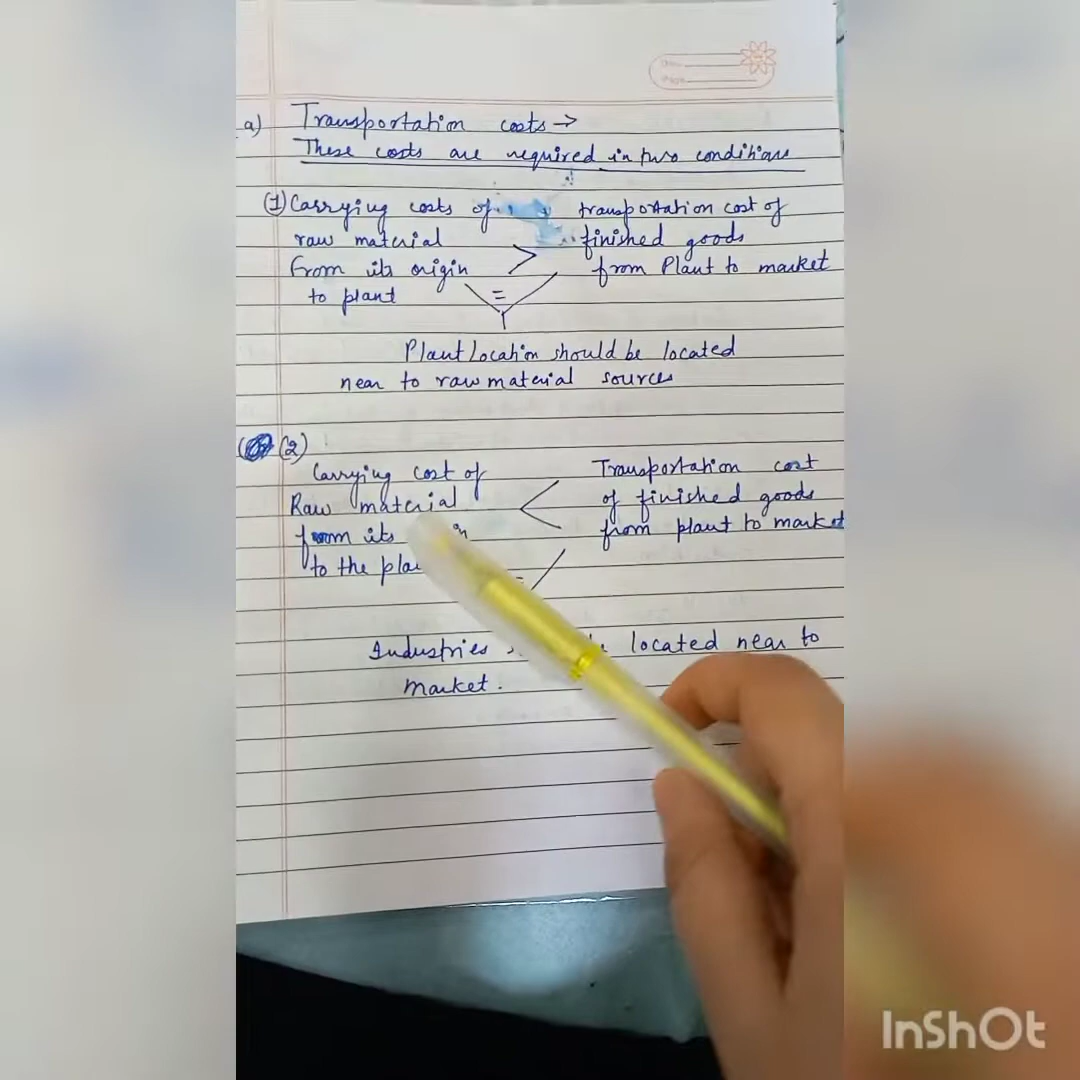 a) Transportation costs →
These costs are required in two conditions
(1) Carrying costs of
raw material
from its origin
to plant
>
transportation cost of
finished goods
from Plant to market
=
Plant location should be located
near to raw material sources
(2)
Carrying cost of
Raw material
from its
to the
<
Transportation cost
of finished goods
from plant to market
Industries located near to
Market.
InShOt